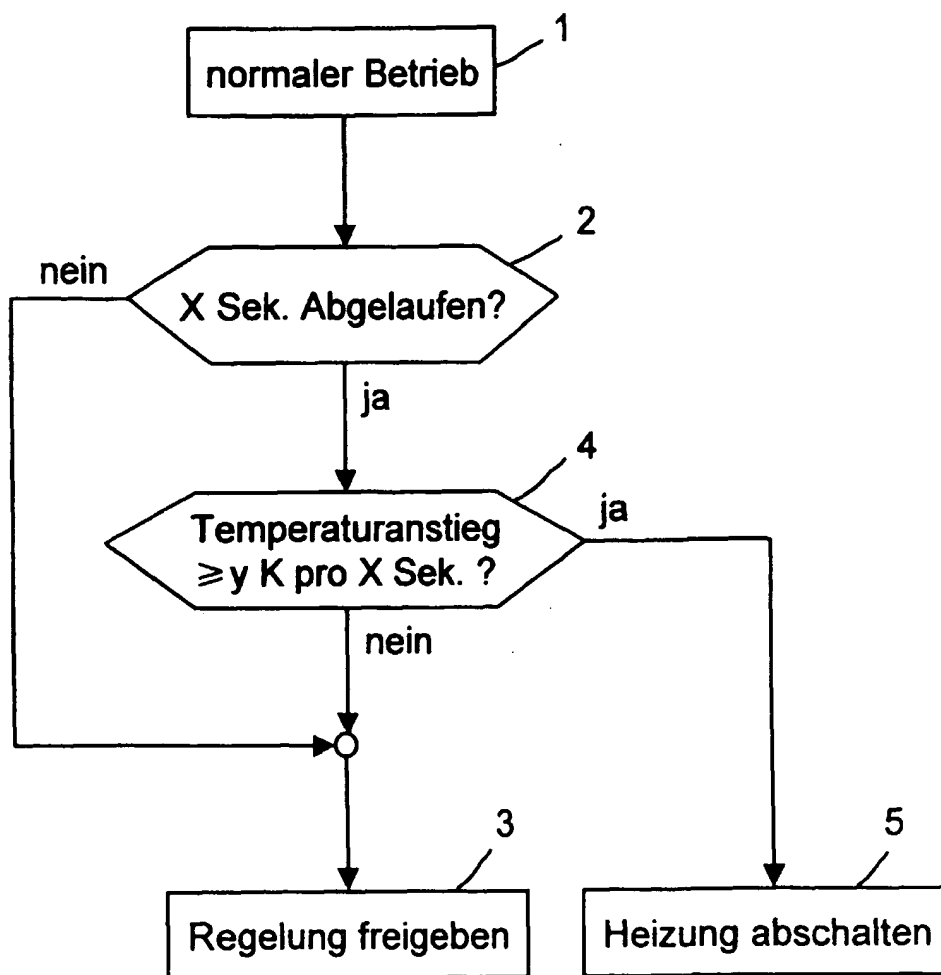 1
normaler Betrieb
2
nein
X Sek. Abgelaufen?
ja
4
Temperaturanstieg
ja
≥y K pro X Sek. ?
nein
3
5
Regelung freigeben
Heizung abschalten